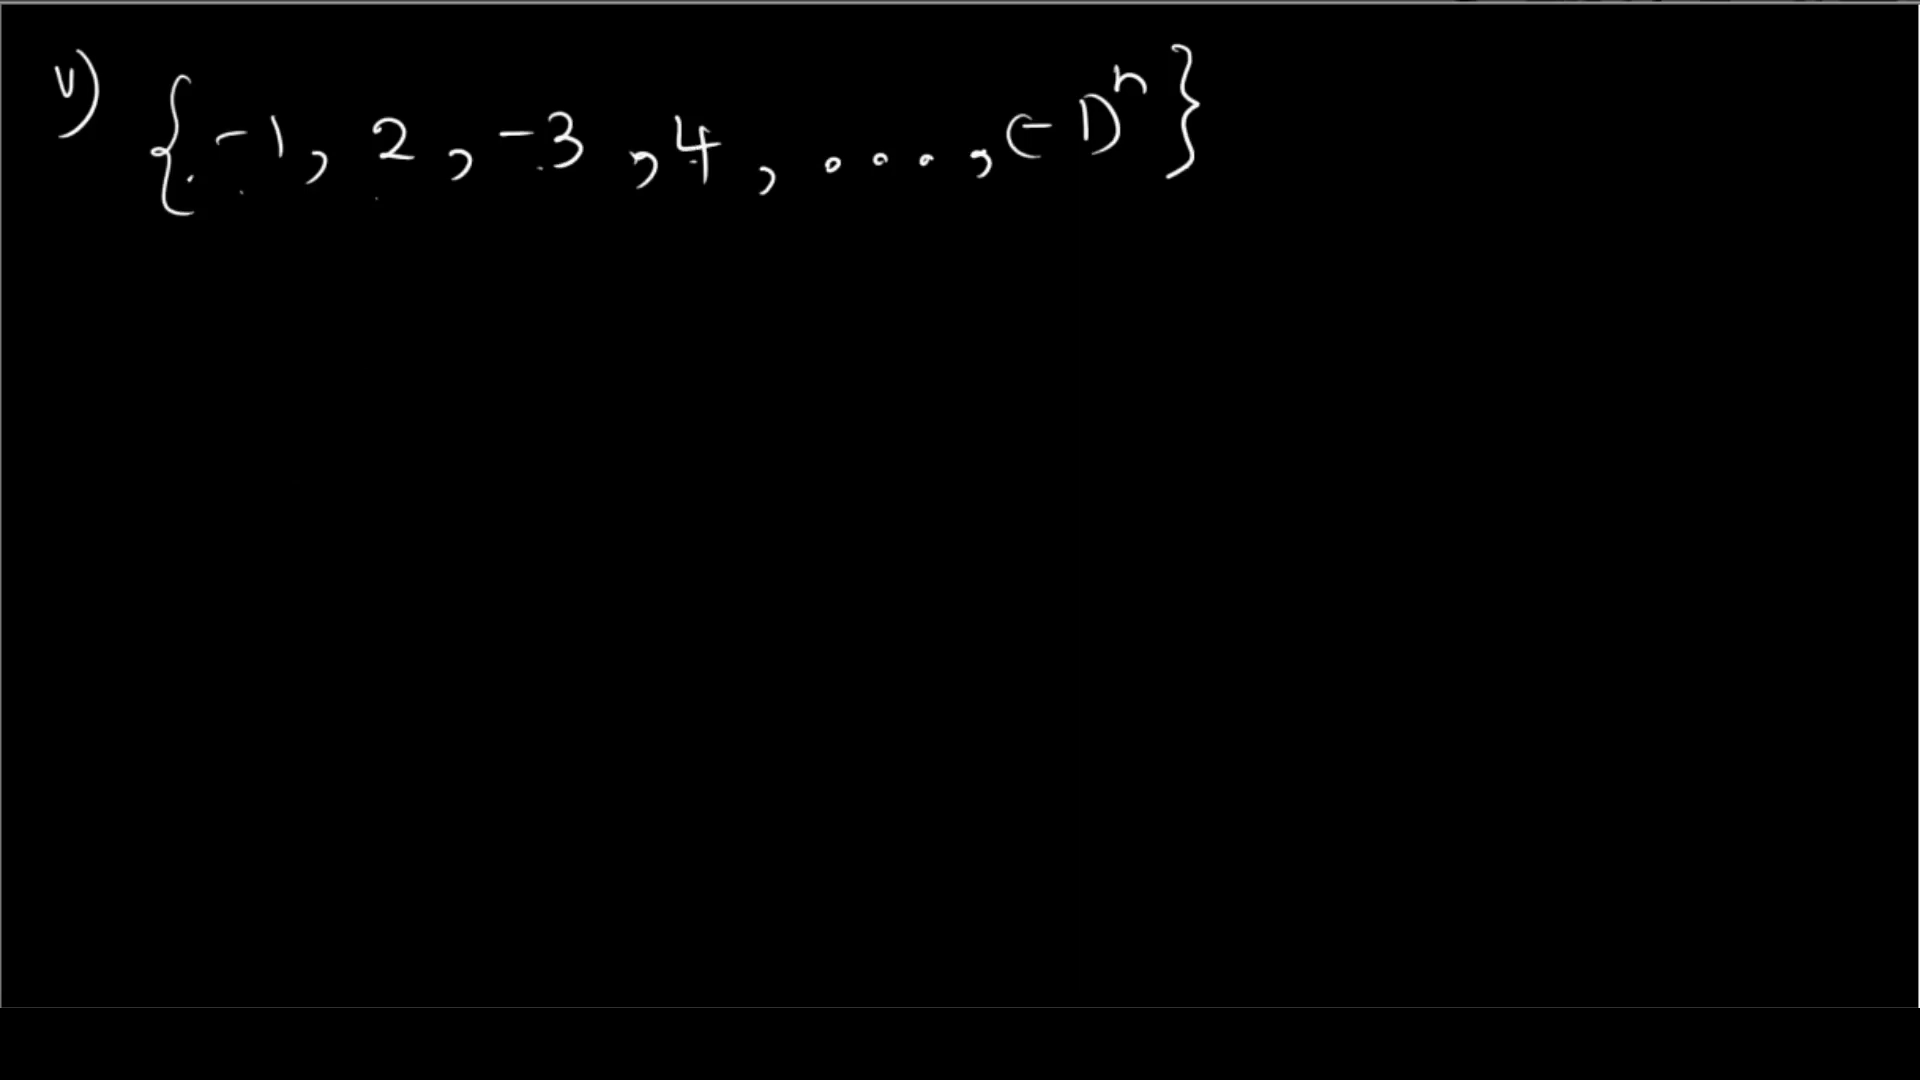 v) {-1, 2, -3, 4, ...., (-1)ⁿ}